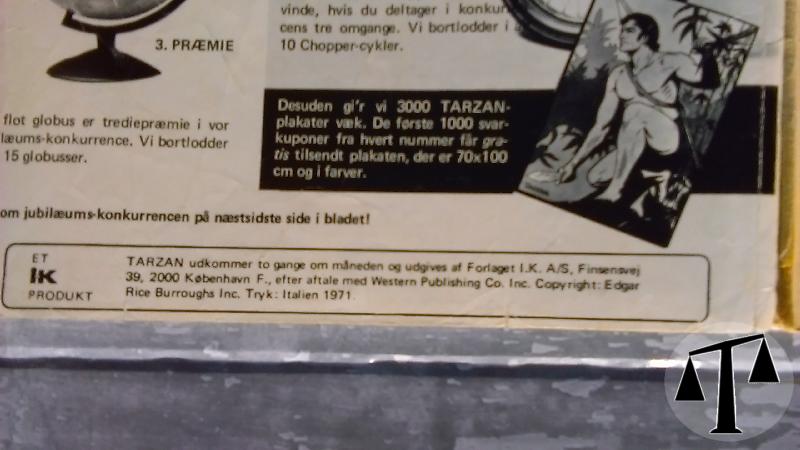 vinde, hvis du deltager i konkur
cens tre omgange. Vi bortlodder i
10 Chopper-cykler.
3. PRÆMIE
flot globus er trediepræmie i vor
læums-konkurrence. Vi bortlodder
15 globusser.
Desuden gi'r vi 3000 TARZAN-
plakater væk. De første 1000 svar-
kuponer fra hvert nummer får gra-
tis tilsendt plakaten, der er 70x100
cm og i farver.
om jubilæums-konkurrencen på næstsidste side i bladet!
ET
IK
PRODUKT
TARZAN udkommer to gange om måneden og udgives af Forlaget I.K. A/S, Finsensvej
39, 2000 København F., efter aftale med Western Publishing Co. Inc. Copyright: Edgar
Rice Burroughs Inc. Tryk: Italien 1971.